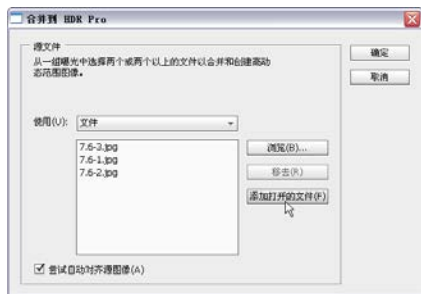 合并到 HDR Pro
源文件
从一组曝光中选择两个或两个以上的文件以合并和创建高动
态范围图像。
确定
取消
使用(U): 文件
7.6-3.jpg
7.6-1.jpg
7.6-2.jpg
浏览(B)...
移去(R)
添加打开的文件(F)
尝试自动对齐源图像(A)